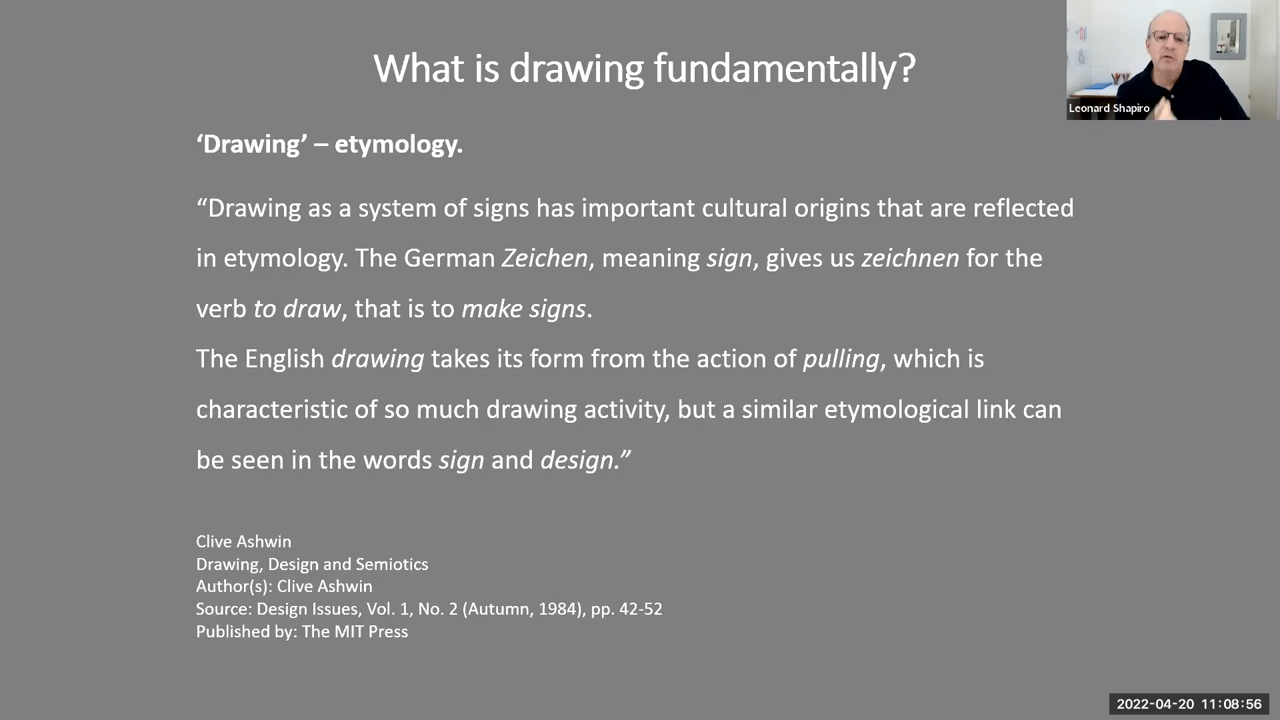 What is drawing fundamentally?
Leonard Shapiro
‘Drawing’ – etymology.
“Drawing as a system of signs has important cultural origins that are reflected
in etymology. The German Zeichen, meaning sign, gives us zeichnen for the
verb to draw, that is to make signs.
The English drawing takes its form from the action of pulling, which is
characteristic of so much drawing activity, but a similar etymological link can
be seen in the words sign and design.”
Clive Ashwin
Drawing, Design and Semiotics
Author(s): Clive Ashwin
Source: Design Issues, Vol. 1, No. 2 (Autumn, 1984), pp. 42-52
Published by: The MIT Press
2022-04-20 11:08:56